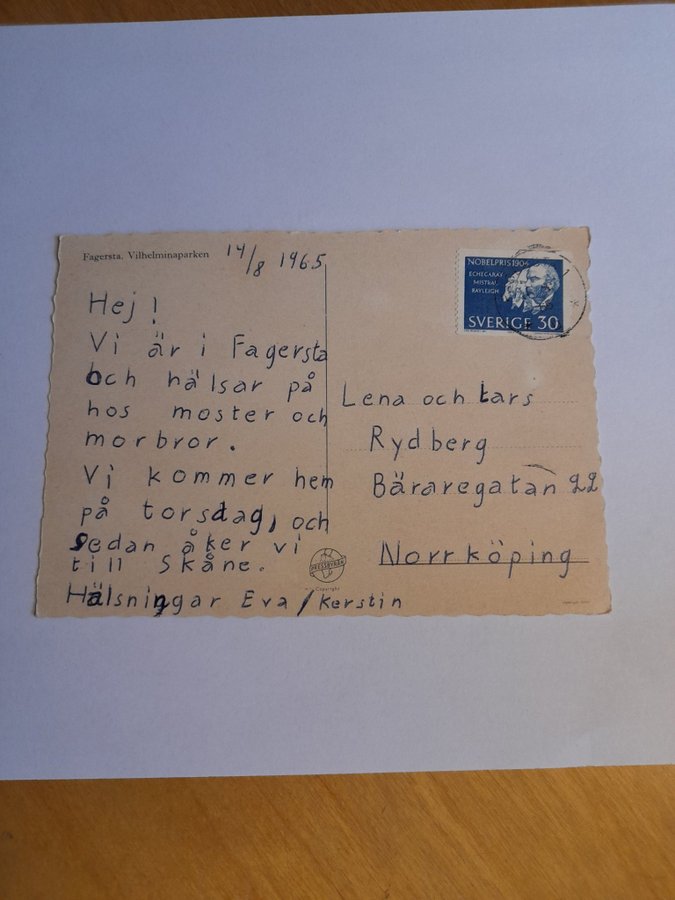 Fagersta. Vilhelminaparken
14/8 1965
Hej!
Vi är i Fagersta
och hälsar på
hos moster och
morbror.
Vi kommer hem
på torsdag, och
sedan åker vi
till Skåne.
Hälsningar Eva/Kerstin
NOBELPRIS 1904
ECHEGARAY
MISTRAL
RAYLEIGH
SVERIGE 30
Lena och Lars
Rydberg
Bäraregatan 22
Norrköping
PRESSBYRÅN
Copyright